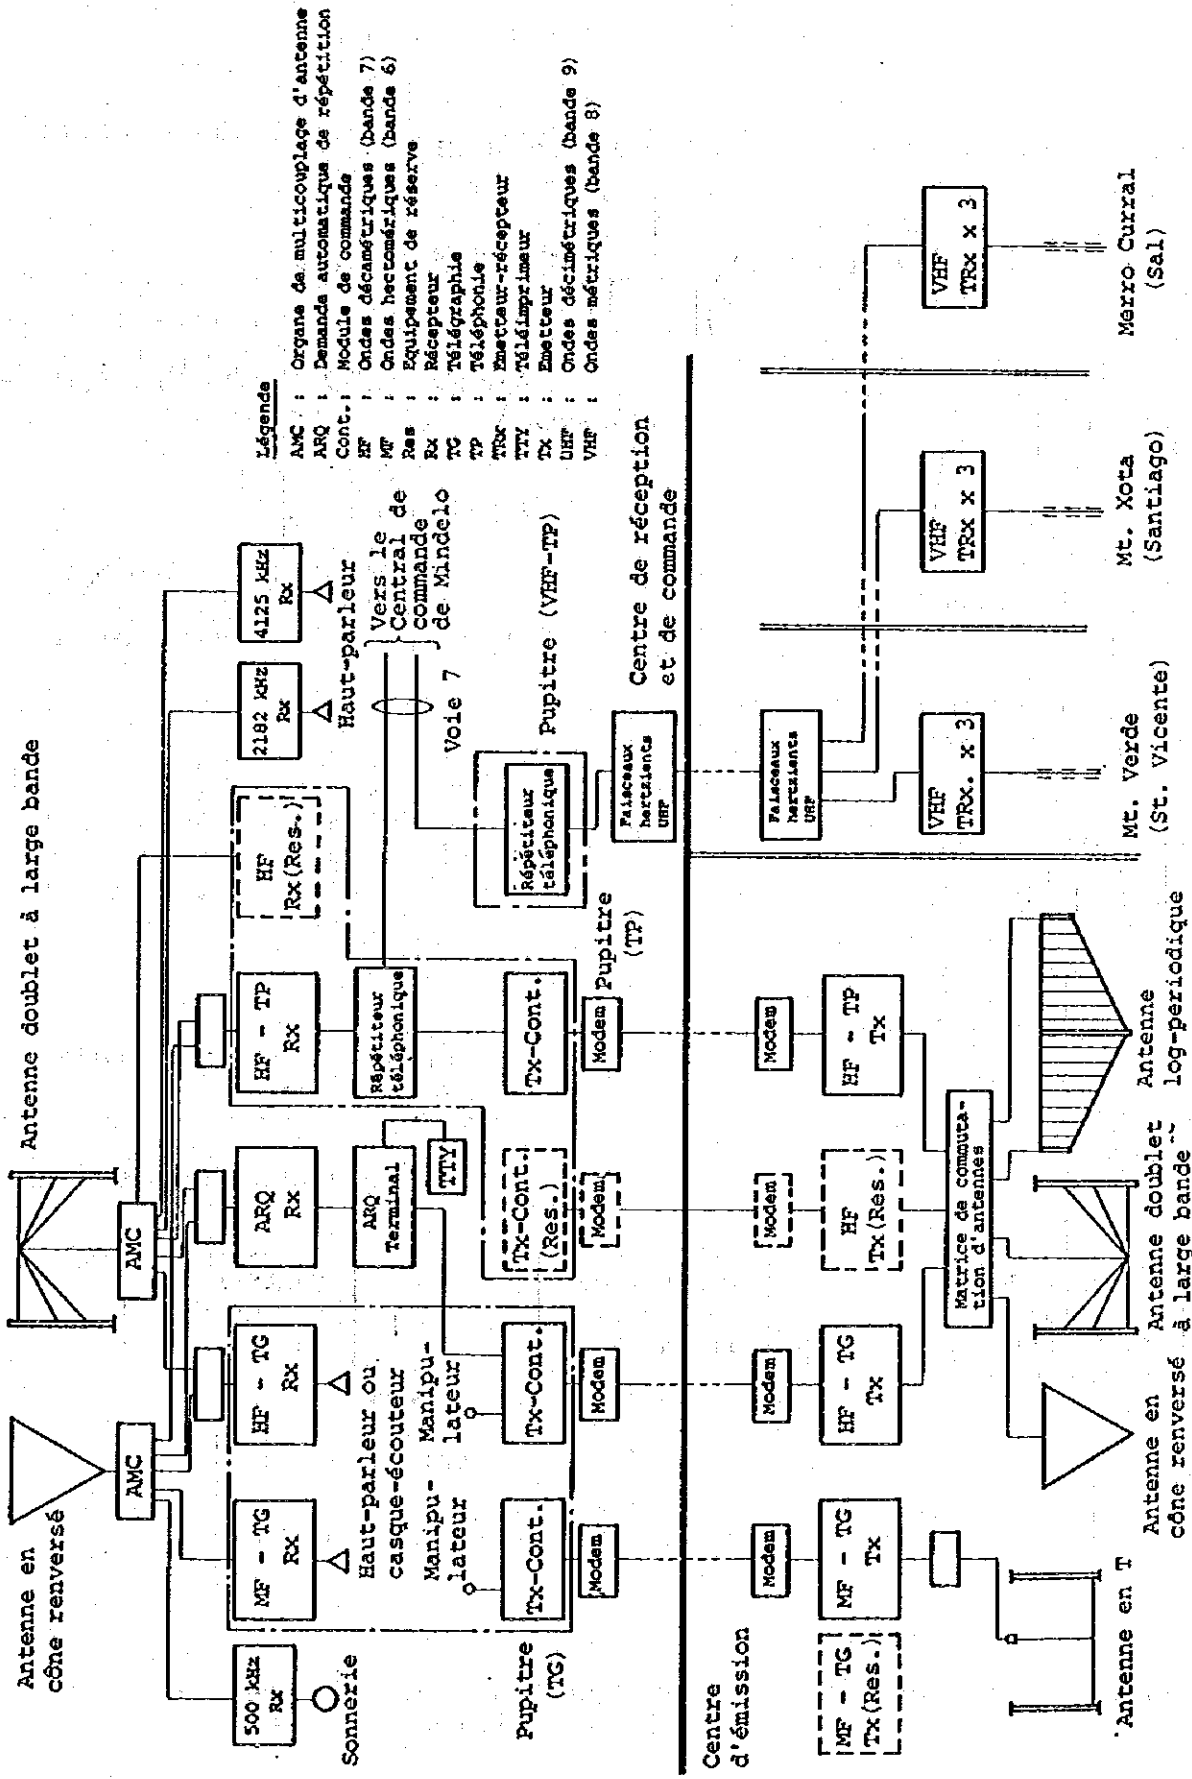 Antenne en
cône renversé
Antenne doublet à large bande
AMC
AMC
500 kHz
Rx
Sonnerie
MF - TG
Rx
HF - TG
Rx
Haut-parleur ou
casque-écouteur
Manipu-
lateur
Manipu-
lateur
Tx-Cont.
Tx-Cont.
Modem
Modem
Pupitre
(TG)
ARQ
Rx
ARQ
Terminal
TTY
Tx-Cont.
(Res.)
Modem
HF - TP
Rx
Répétiteur
téléphonique
Tx-Cont.
Modem
Pupitre
(TP)
HF
Rx(Res.)
2182 kHz
Rx
4125 kHz
Rx
Haut-parleur
Vers le
Central de
commande
de Mindelo
Voie 7
Pupitre (VHF-TP)
Répétiteur
téléphonique
Faisceaux
hertzients
UHF
Centre de réception
et de commande
Légende
AMC : Organe de multicouplage d'antenne
ARQ : Demande automatique de répétition
Cont. : Module de commande
HF : Ondes décamétriques (bande 7)
MF : Ondes hectomériques (bande 6)
Res : Equipement de réserve
Rx : Récepteur
TG : Télégraphie
TP : Téléphonie
TRx : Emetteur-récepteur
TTY : Téléimprimeur
Tx : Emetteur
UHF : Ondes décimétriques (bande 9)
VHF : Ondes métriques (bande 8)
Centre
d'émission
Modem
Modem
Modem
Modem
MF - TG
Tx(Res.)
MF - TG
Tx
HF - TG
Tx
HF
Tx(Res.)
HF - TP
Tx
Matrice de commuta-
tion d'antennes
Antenne en T
Antenne en
cône renversé
Antenne doublet
à large bande
Antenne
log-periodique
Faisceaux
hertzients
UHF
VHF
TRx. x 3
VHF
TRx x 3
VHF
TRx x 3
Mt. Verde
(St. Vicente)
Mt. Xota
(Santiago)
Merro Curral
(Sal)